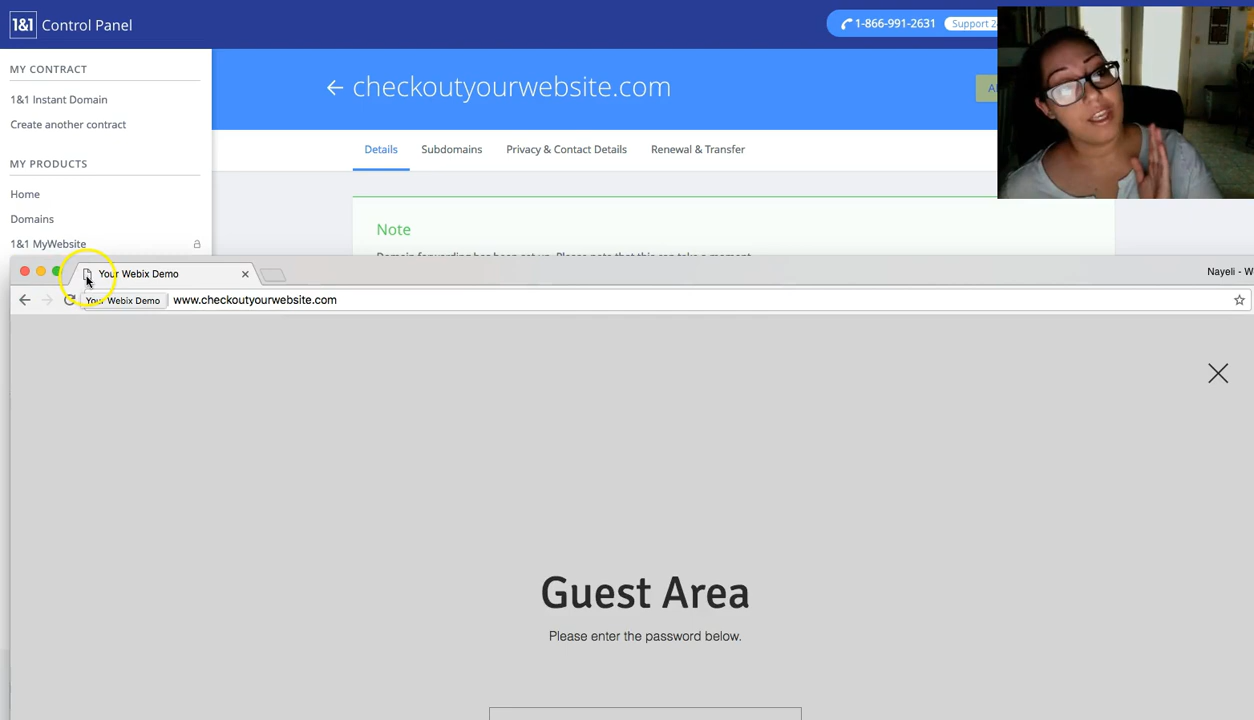 1&1 Control Panel
1-866-991-2631
Support
MY CONTRACT
1&1 Instant Domain
Create another contract
MY PRODUCTS
Home
Domains
1&1 MyWebsite
← checkoutyourwebsite.com
Details Subdomains Privacy & Contact Details Renewal & Transfer
Note
Your Webix Demo
Nayeli - W
Your Webix Demo
www.checkoutyourwebsite.com
Guest Area
Please enter the password below.